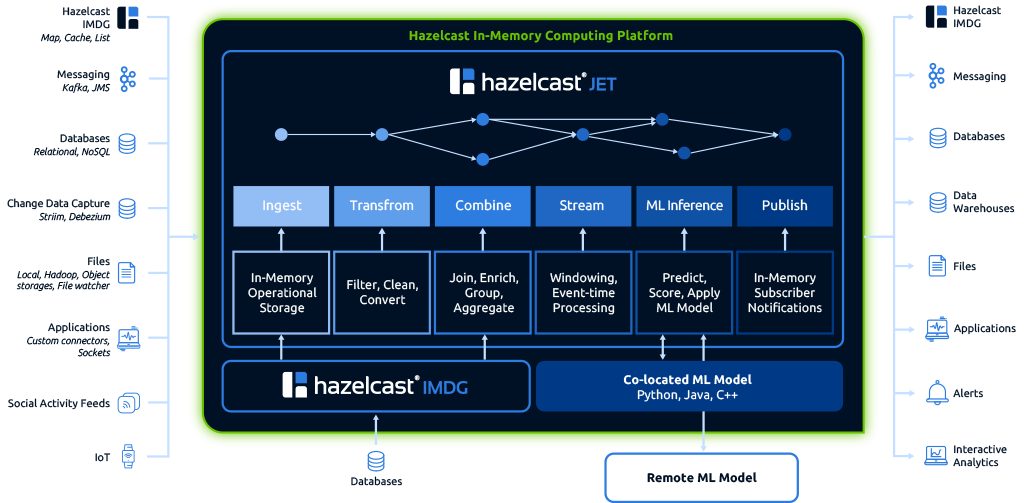 Hazelcast
IMDG
Map, Cache, List
Messaging
Kafka, JMS
Databases
Relational, NoSQL
Change Data Capture
Striim, Debezium
Files
Local, Hadoop, Object
storages, File watcher
Applications
Custom connectors,
Sockets
Social Activity Feeds
IoT
Hazelcast In-Memory Computing Platform
hazelcast® JET
Ingest
Transfrom
Combine
Stream
ML Inference
Publish
In-Memory
Operational
Storage
Filter, Clean,
Convert
Join, Enrich,
Group,
Aggregate
Windowing,
Event-time
Processing
Predict,
Score, Apply
ML Model
In-Memory
Subscriber
Notifications
hazelcast® IMDG
Co-located ML Model
Python, Java, C++
Databases
Remote ML Model
Hazelcast
IMDG
Messaging
Databases
Data
Warehouses
Files
Applications
Alerts
Interactive
Analytics